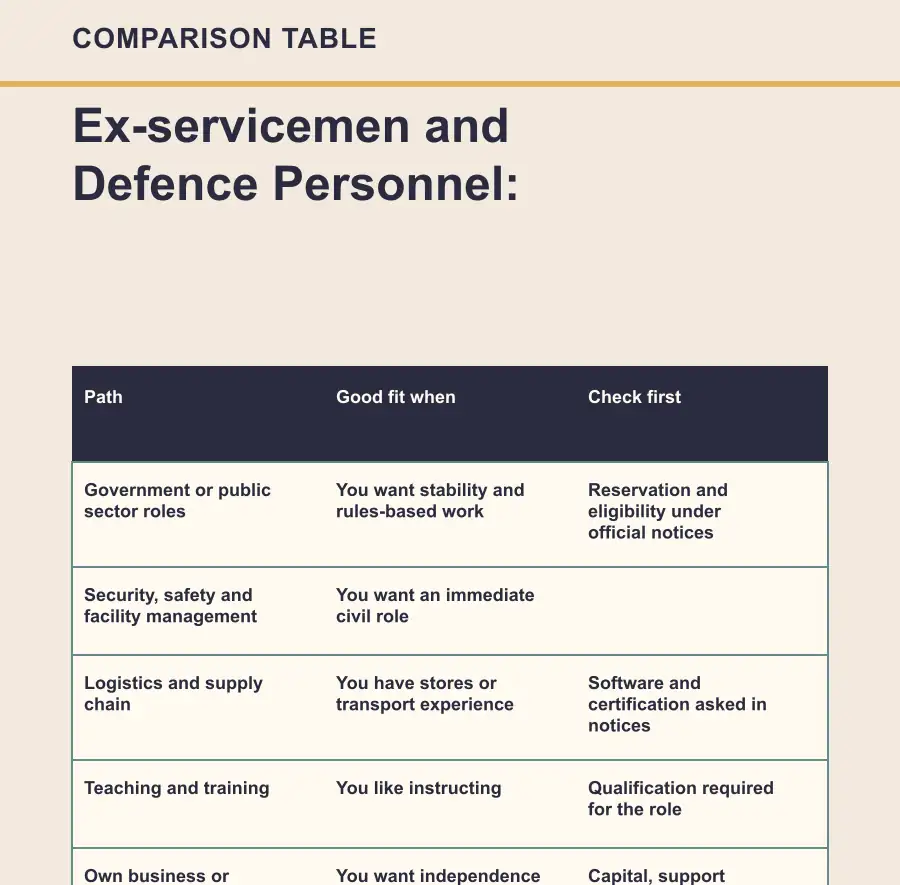 COMPARISON TABLE
Ex-servicemen and
Defence Personnel:
Path
Good fit when
Check first
Government or public
sector roles
You want stability and
rules-based work
Reservation and
eligibility under
official notices
Security, safety and
facility management
You want an immediate
civil role
Logistics and supply
chain
You have stores or
transport experience
Software and
certification asked in
notices
Teaching and training
You like instructing
Qualification required
for the role
Own business or
You want independence
Capital, support